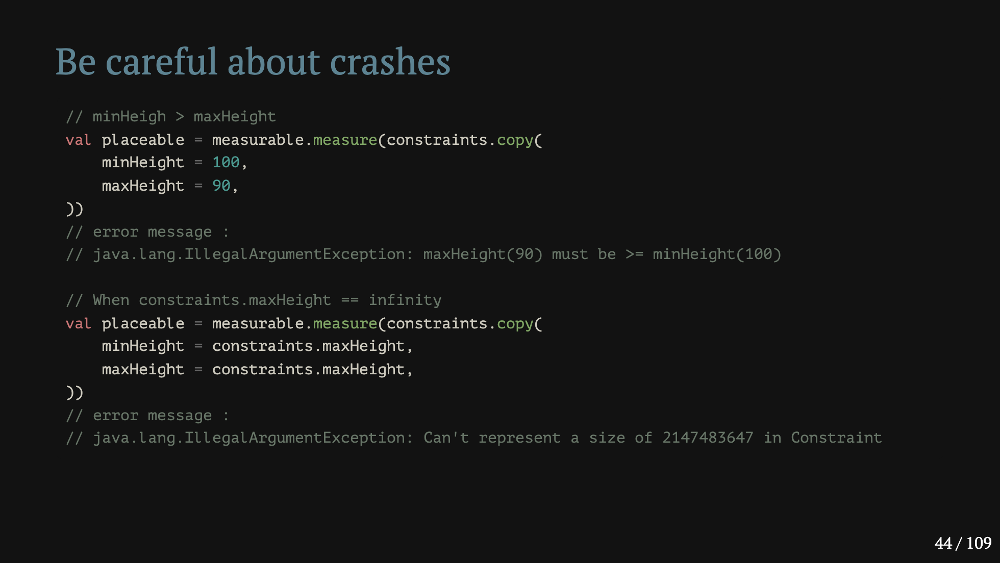 Be careful about crashes
// minHeigh > maxHeight
val placeable = measurable.measure(constraints.copy(
    minHeight = 100,
    maxHeight = 90,
))
// error message :
// java.lang.IllegalArgumentException: maxHeight(90) must be >= minHeight(100)
// When constraints.maxHeight == infinity
val placeable = measurable.measure(constraints.copy(
    minHeight = constraints.maxHeight,
    maxHeight = constraints.maxHeight,
))
// error message :
// java.lang.IllegalArgumentException: Can't represent a size of 2147483647 in Constraint
44 / 109